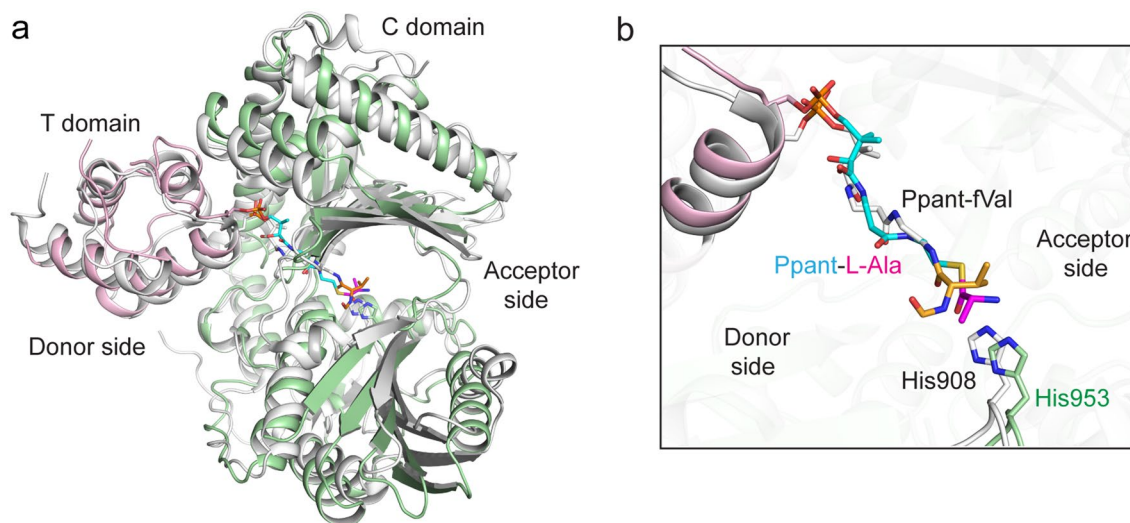 a
C domain
T domain
Acceptor
side
Donor side
b
Ppant-fVal
Acceptor
side
Ppant-L-Ala
Donor
side
His908
His953